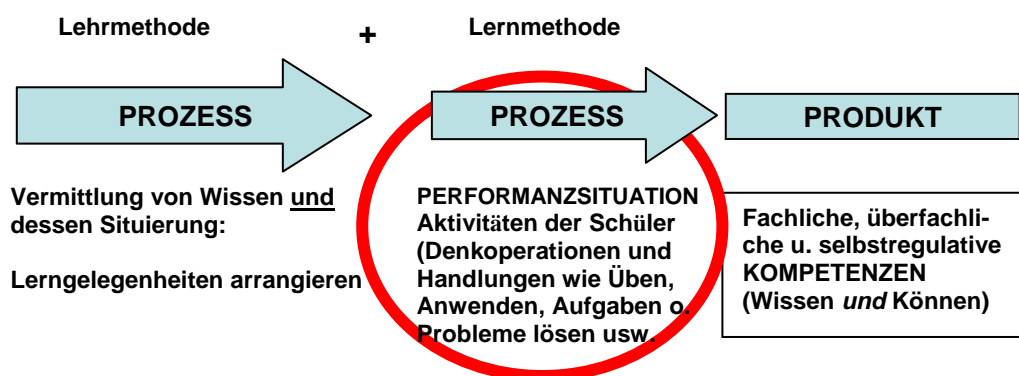 Lehrmethode + Lernmethode
PROZESS PROZESS PRODUKT
Vermittlung von Wissen und
dessen Situierung:
Lerngelegenheiten arrangieren
PERFORMANZSITUATION
Aktivitäten der Schüler
(Denkoperationen und
Handlungen wie Üben,
Anwenden, Aufgaben o.
Probleme lösen usw.
Fachliche, überfachli-
che u. selbstregulative
KOMPETENZEN
(Wissen und Können)